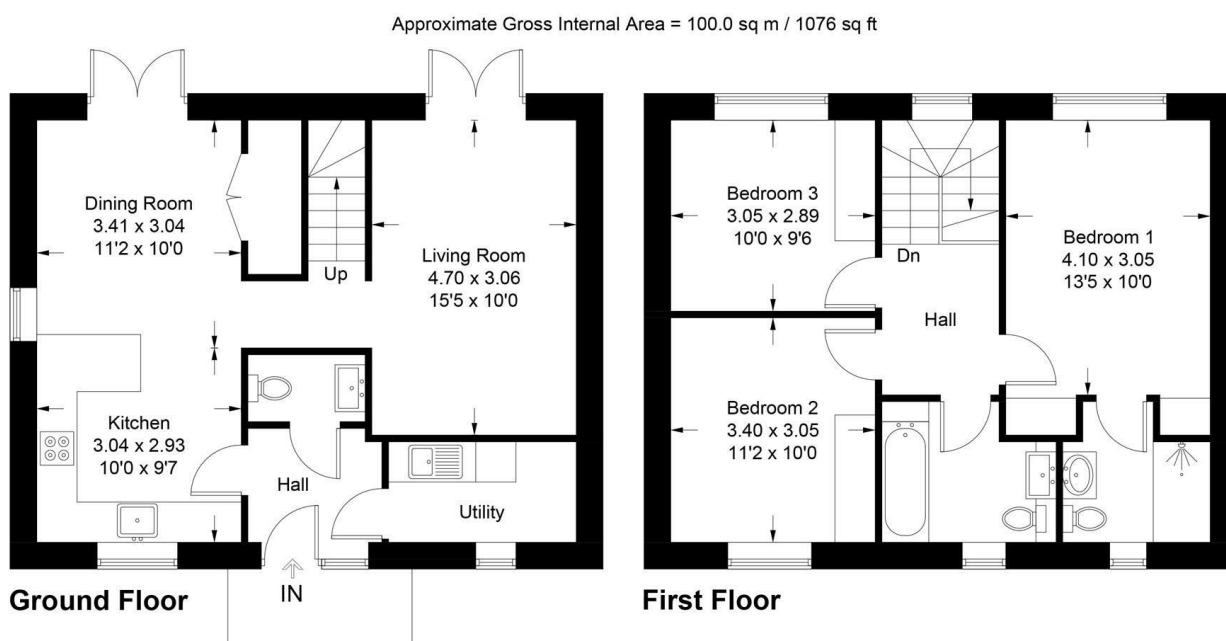 Approximate Gross Internal Area = 100.0 sq m / 1076 sq ft
Dining Room
3.41 x 3.04
11'2 x 10'0
Up
Living Room
4.70 x 3.06
15'5 x 10'0
Kitchen
3.04 x 2.93
10'0 x 9'7
Hall
Utility
IN
Ground Floor
Bedroom 3
3.05 x 2.89
10'0 x 9'6
Dn
Bedroom 1
4.10 x 3.05
13'5 x 10'0
Hall
Bedroom 2
3.40 x 3.05
11'2 x 10'0
First Floor